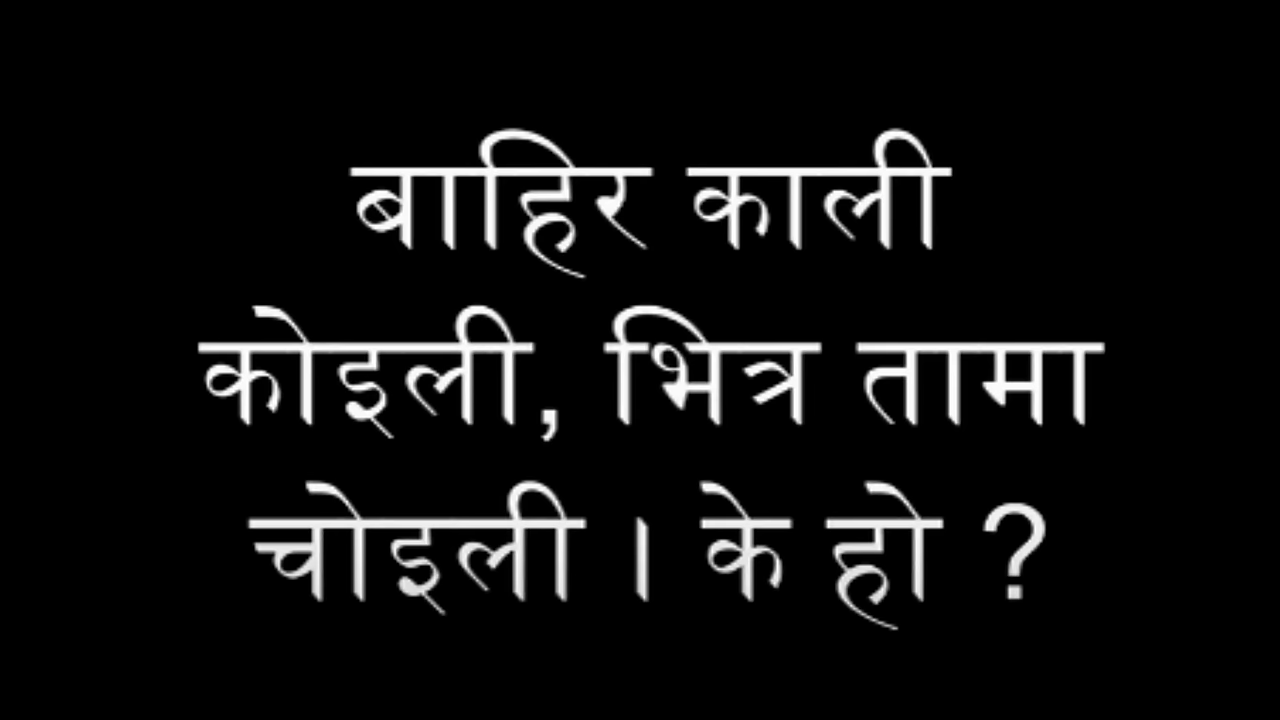 बाहिर काली
कोइली, भित्र तामा
चोइली । के हो ?